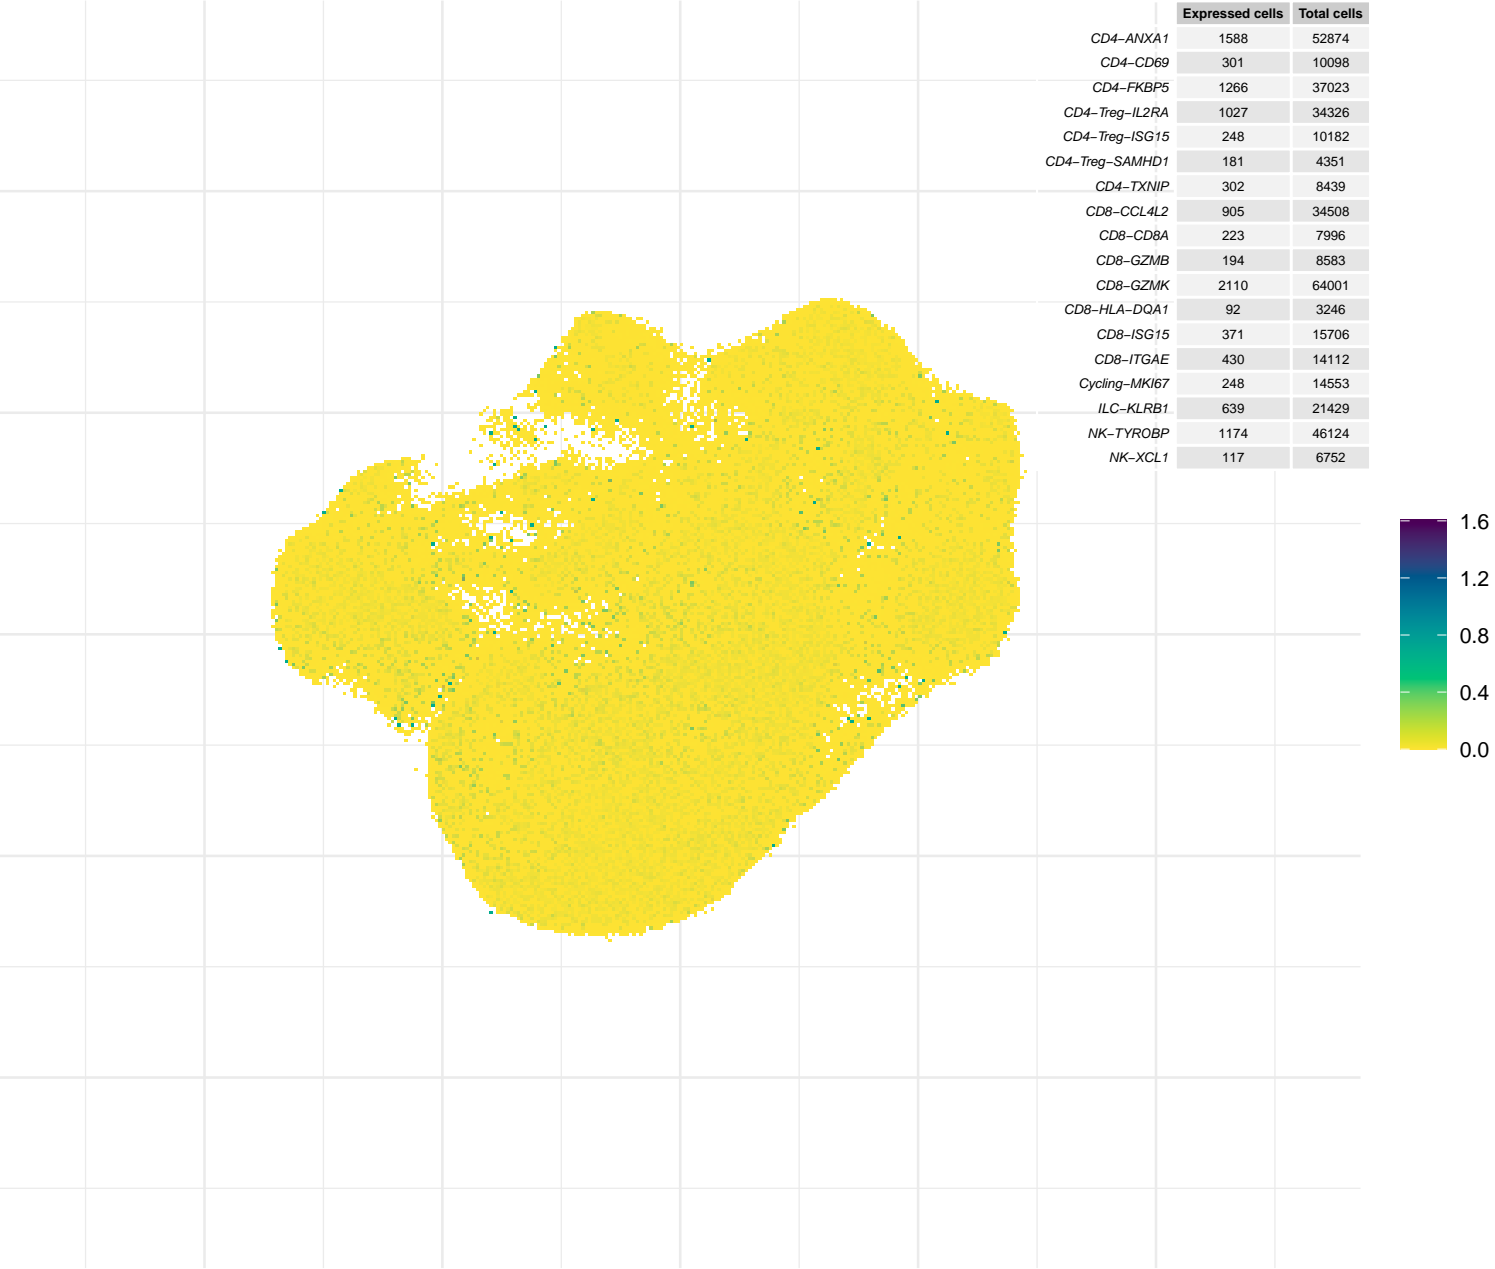 Expressed cells Total cells
CD4−ANXA1 1588 52874
CD4−CD69 301 10098
CD4−FKBP5 1266 37023
CD4−Treg−IL2RA 1027 34326
CD4−Treg−ISG15 248 10182
CD4−Treg−SAMHD1 181 4351
CD4−TXNIP 302 8439
CD8−CCL4L2 905 34508
CD8−CD8A 223 7996
CD8−GZMB 194 8583
CD8−GZMK 2110 64001
CD8−HLA−DQA1 92 3246
CD8−ISG15 371 15706
CD8−ITGAE 430 14112
Cycling−MKI67 248 14553
ILC−KLRB1 639 21429
NK−TYROBP 1174 46124
NK−XCL1 117 6752
1.6
1.2
0.8
0.4
0.0